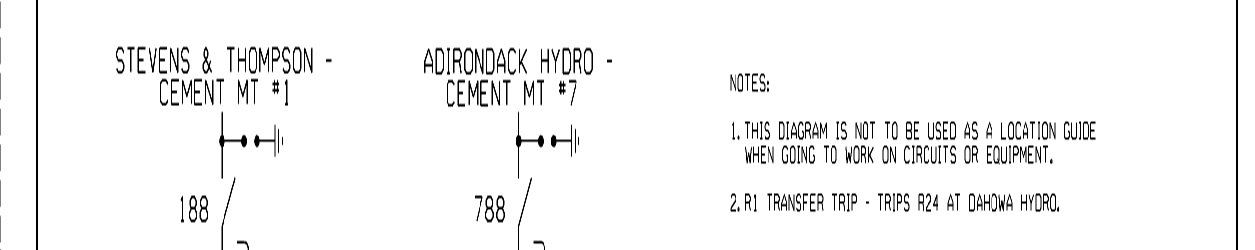 STEVENS & THOMPSON -
CEMENT MT #1
ADIRONDACK HYDRO -
CEMENT MT #7
NOTES:
1. THIS DIAGRAM IS NOT TO BE USED AS A LOCATION GUIDE
WHEN GOING TO WORK ON CIRCUITS OR EQUIPMENT.
2. R1 TRANSFER TRIP - TRIPS R24 AT DAHOWA HYDRO.
188
788